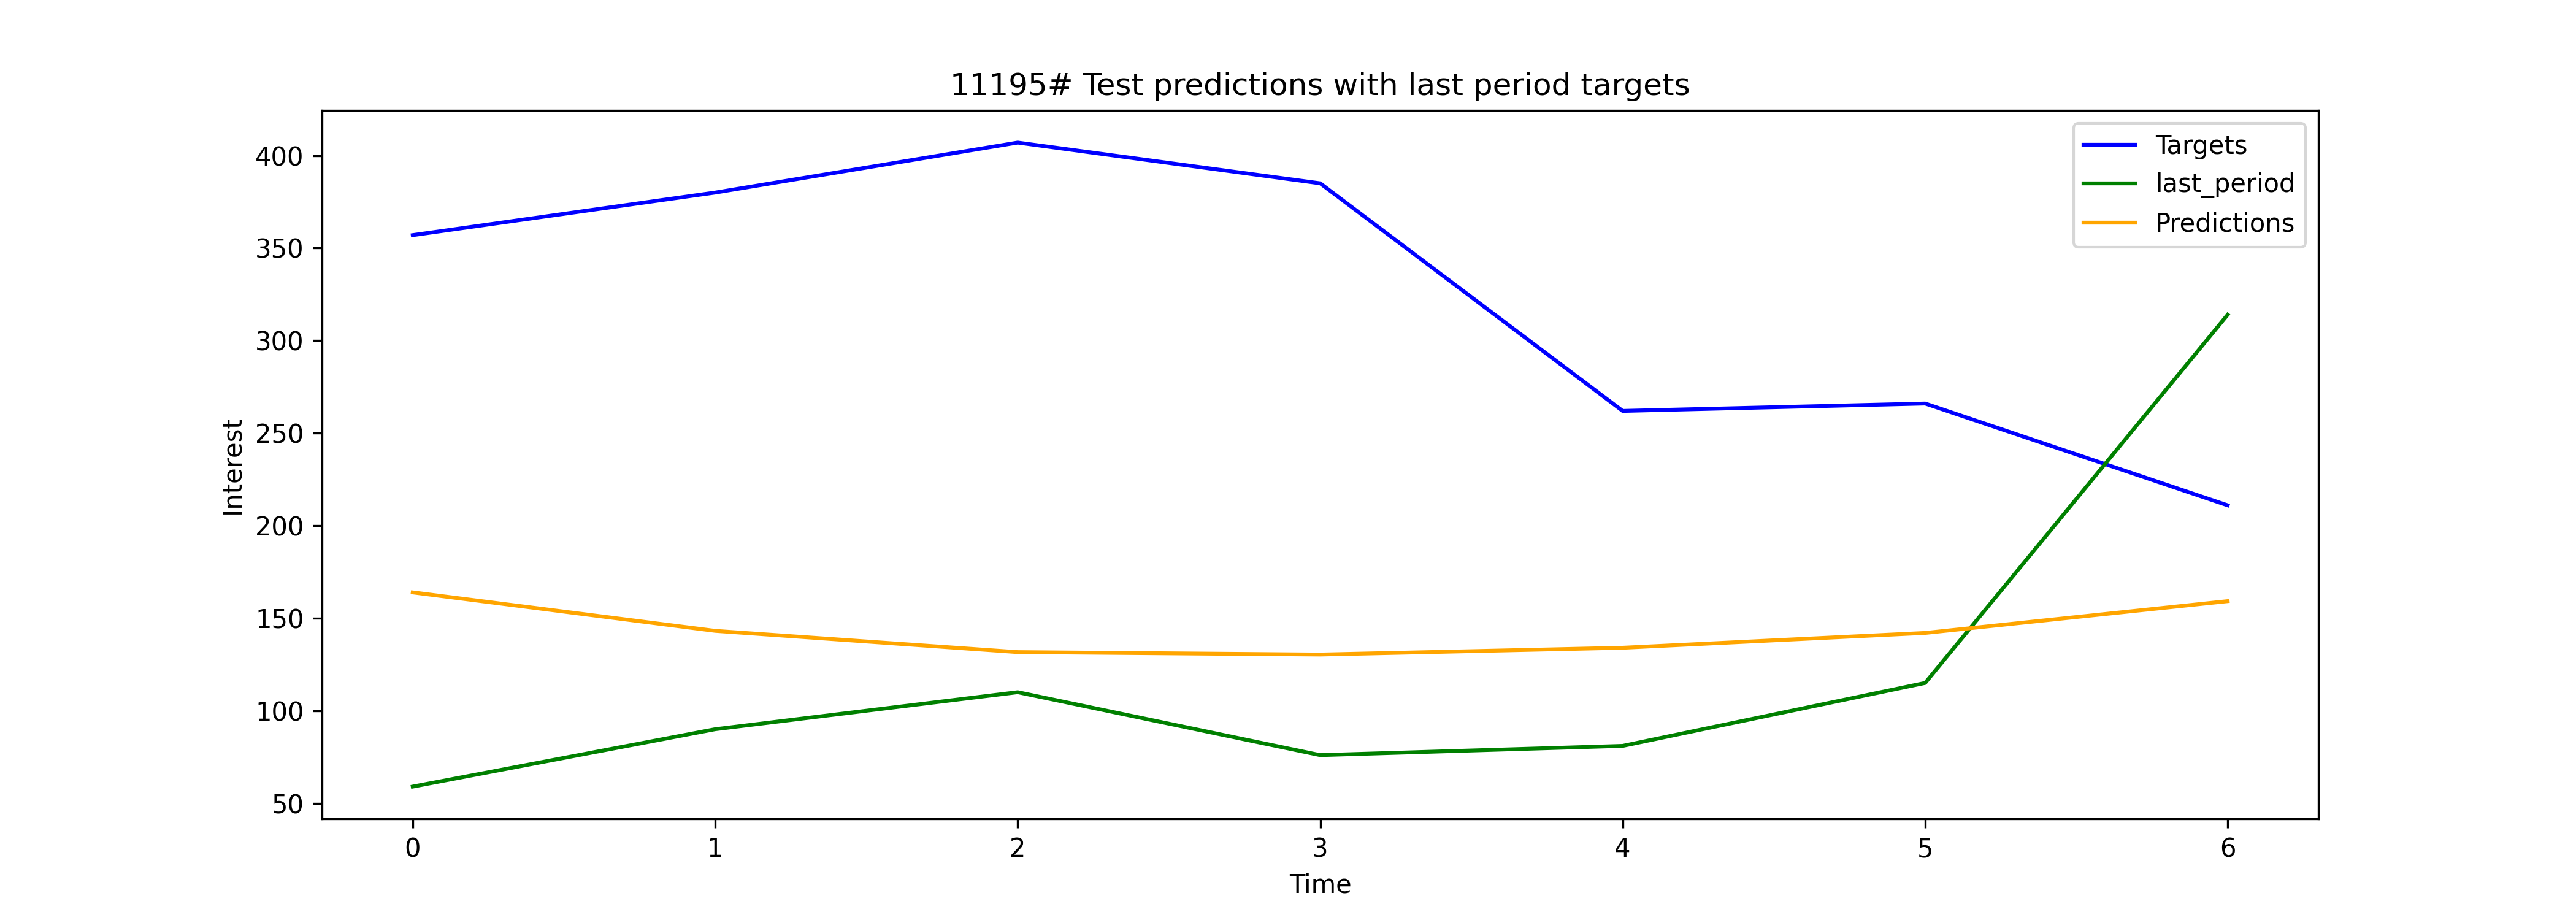 11195# Test predictions with last period targets
Targets
last_period
Predictions
Interest
400
350
300
250
200
150
100
50
0 1 2 3 4 5 6
Time